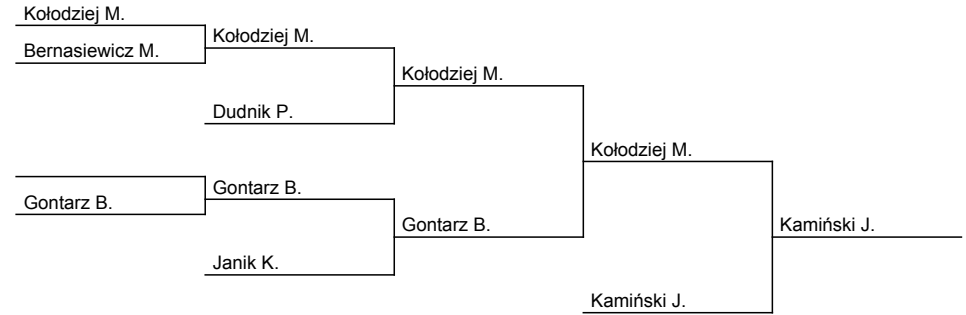 Kołodziej M.
Bernasiewicz M.
Kołodziej M.
Dudnik P.
Kołodziej M.
Gontarz B.
Gontarz B.
Janik K.
Gontarz B.
Kołodziej M.
Kamiński J.
Kamiński J.